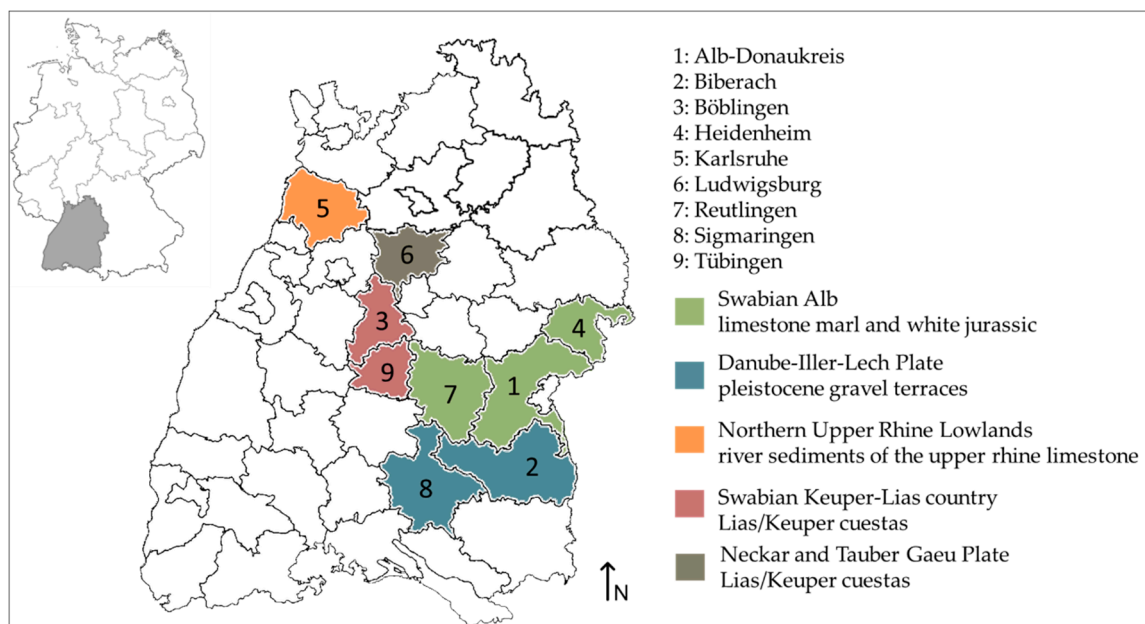 1: Alb-Donaukreis
2: Biberach
3: Böblingen
4: Heidenheim
5: Karlsruhe
6: Ludwigsburg
7: Reutlingen
8: Sigmaringen
9: Tübingen
Swabian Alb
limestone marl and white jurassic
Danube-Iller-Lech Plate
pleistocene gravel terraces
Northern Upper Rhine Lowlands
river sediments of the upper rhine limestone
Swabian Keuper-Lias country
Lias/Keuper cuestas
Neckar and Tauber Gaeu Plate
Lias/Keuper cuestas
5
6
3
4
9
7
1
2
8
N